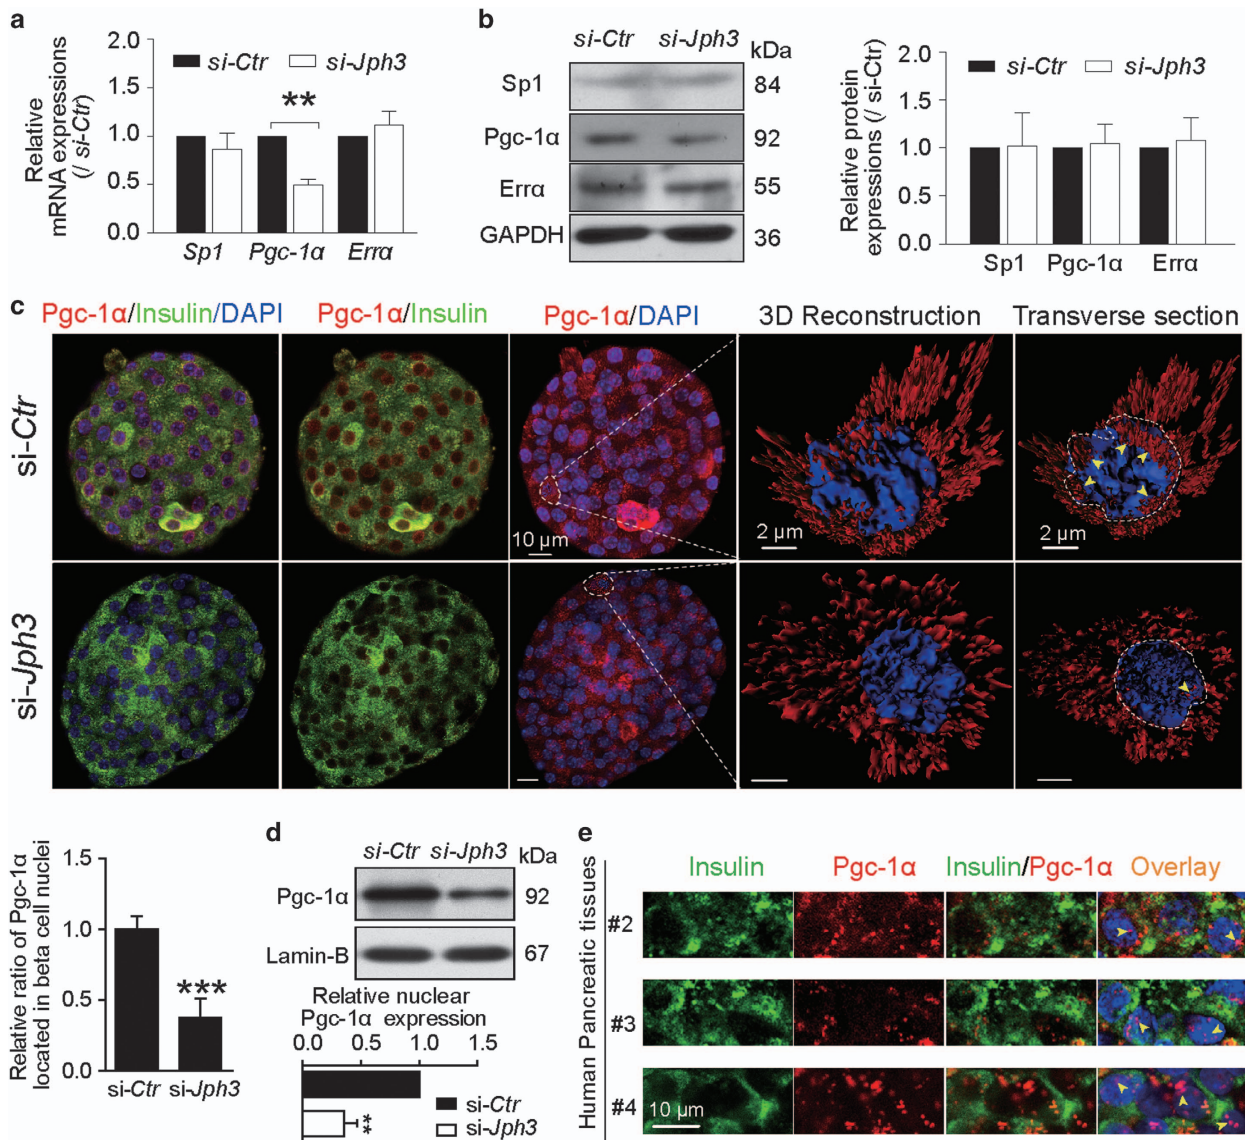 a
Relative
mRNA expressions
(/ si-Ctr)
2.0
1.5
1.0
0.5
0.0
si-Ctr
si-Jph3
**
Sp1 Pgc-1α Errα
b
si-Ctr si-Jph3 kDa
Sp1 84
Pgc-1α 92
Errα 55
GAPDH 36
Relative protein
expressions (/ si-Ctr)
2.0
1.5
1.0
0.5
0.0
si-Ctr
si-Jph3
Sp1 Pgc-1α Errα
c
Pgc-1α/Insulin/DAPI Pgc-1α/Insulin Pgc-1α/DAPI 3D Reconstruction Transverse section
si-Ctr
10 µm
2 µm
2 µm
si-Jph3
Relative ratio of Pgc-1α
located in beta cell nuclei
1.5
1.0
0.5
0.0
***
si-Ctr si-Jph3
d
si-Ctr si-Jph3 kDa
Pgc-1α 92
Lamin-B 67
Relative nuclear
Pgc-1α expression
0.0 0.5 1.0 1.5
**
si-Ctr
si-Jph3
e
Human Pancreatic tissues
Insulin Pgc-1α Insulin/Pgc-1α Overlay
#2
#3
#4
10 µm